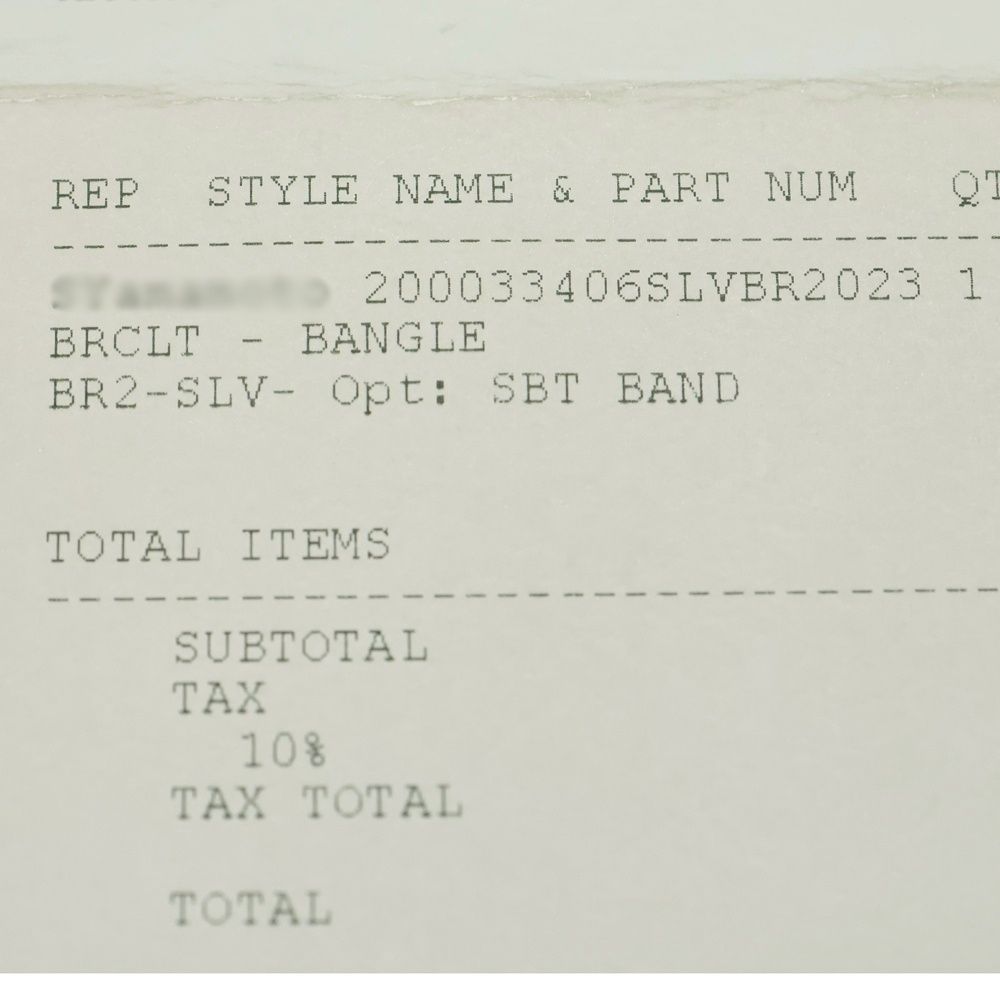 REP STYLE NAME & PART NUM QT
--------------------------------
200033406SLVBR2023 1
BRCLT - BANGLE
BR2-SLV- Opt: SBT BAND
TOTAL ITEMS
--------------------------------
SUBTOTAL
TAX
10%
TAX TOTAL
TOTAL